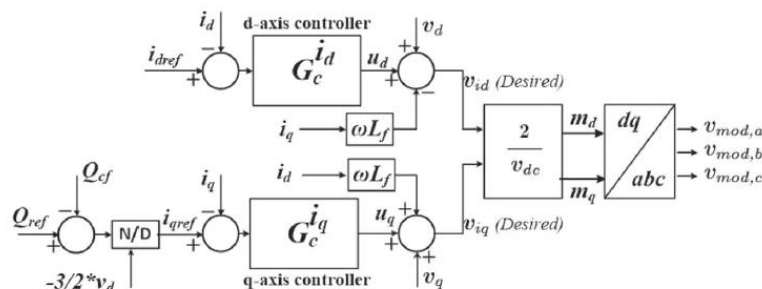 d-axis controller
i_d
v_d
i_dref
G_c^{i_d}
u_d
v_id (Desired)
i_q
ωL_f
2
v_dc
m_d
m_q
dq
abc
v_mod,a
v_mod,b
v_mod,c
Q_cf
i_q
i_d
ωL_f
Q_ref
N/D
i_qref
G_c^{i_q}
u_q
v_iq (Desired)
-3/2*v_d
q-axis controller
v_q